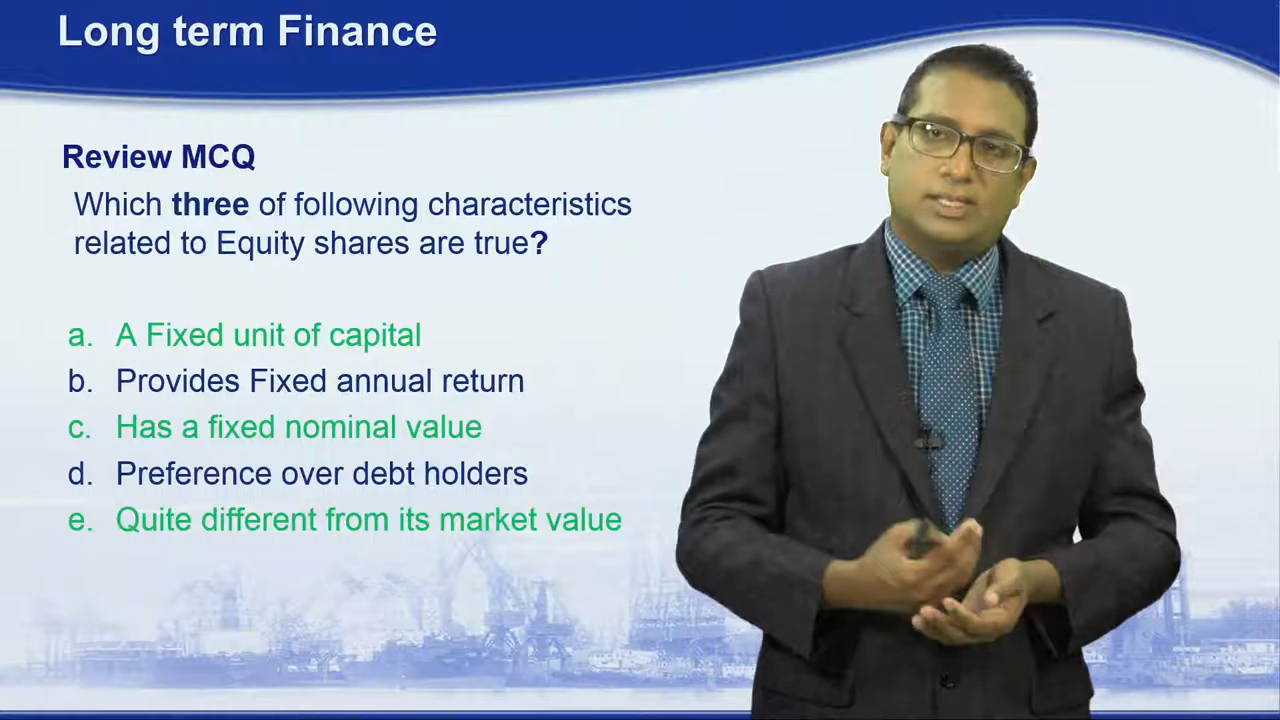 Long term Finance
Review MCQ
Which three of following characteristics
related to Equity shares are true?
a. A Fixed unit of capital
b. Provides Fixed annual return
c. Has a fixed nominal value
d. Preference over debt holders
e. Quite different from its market value